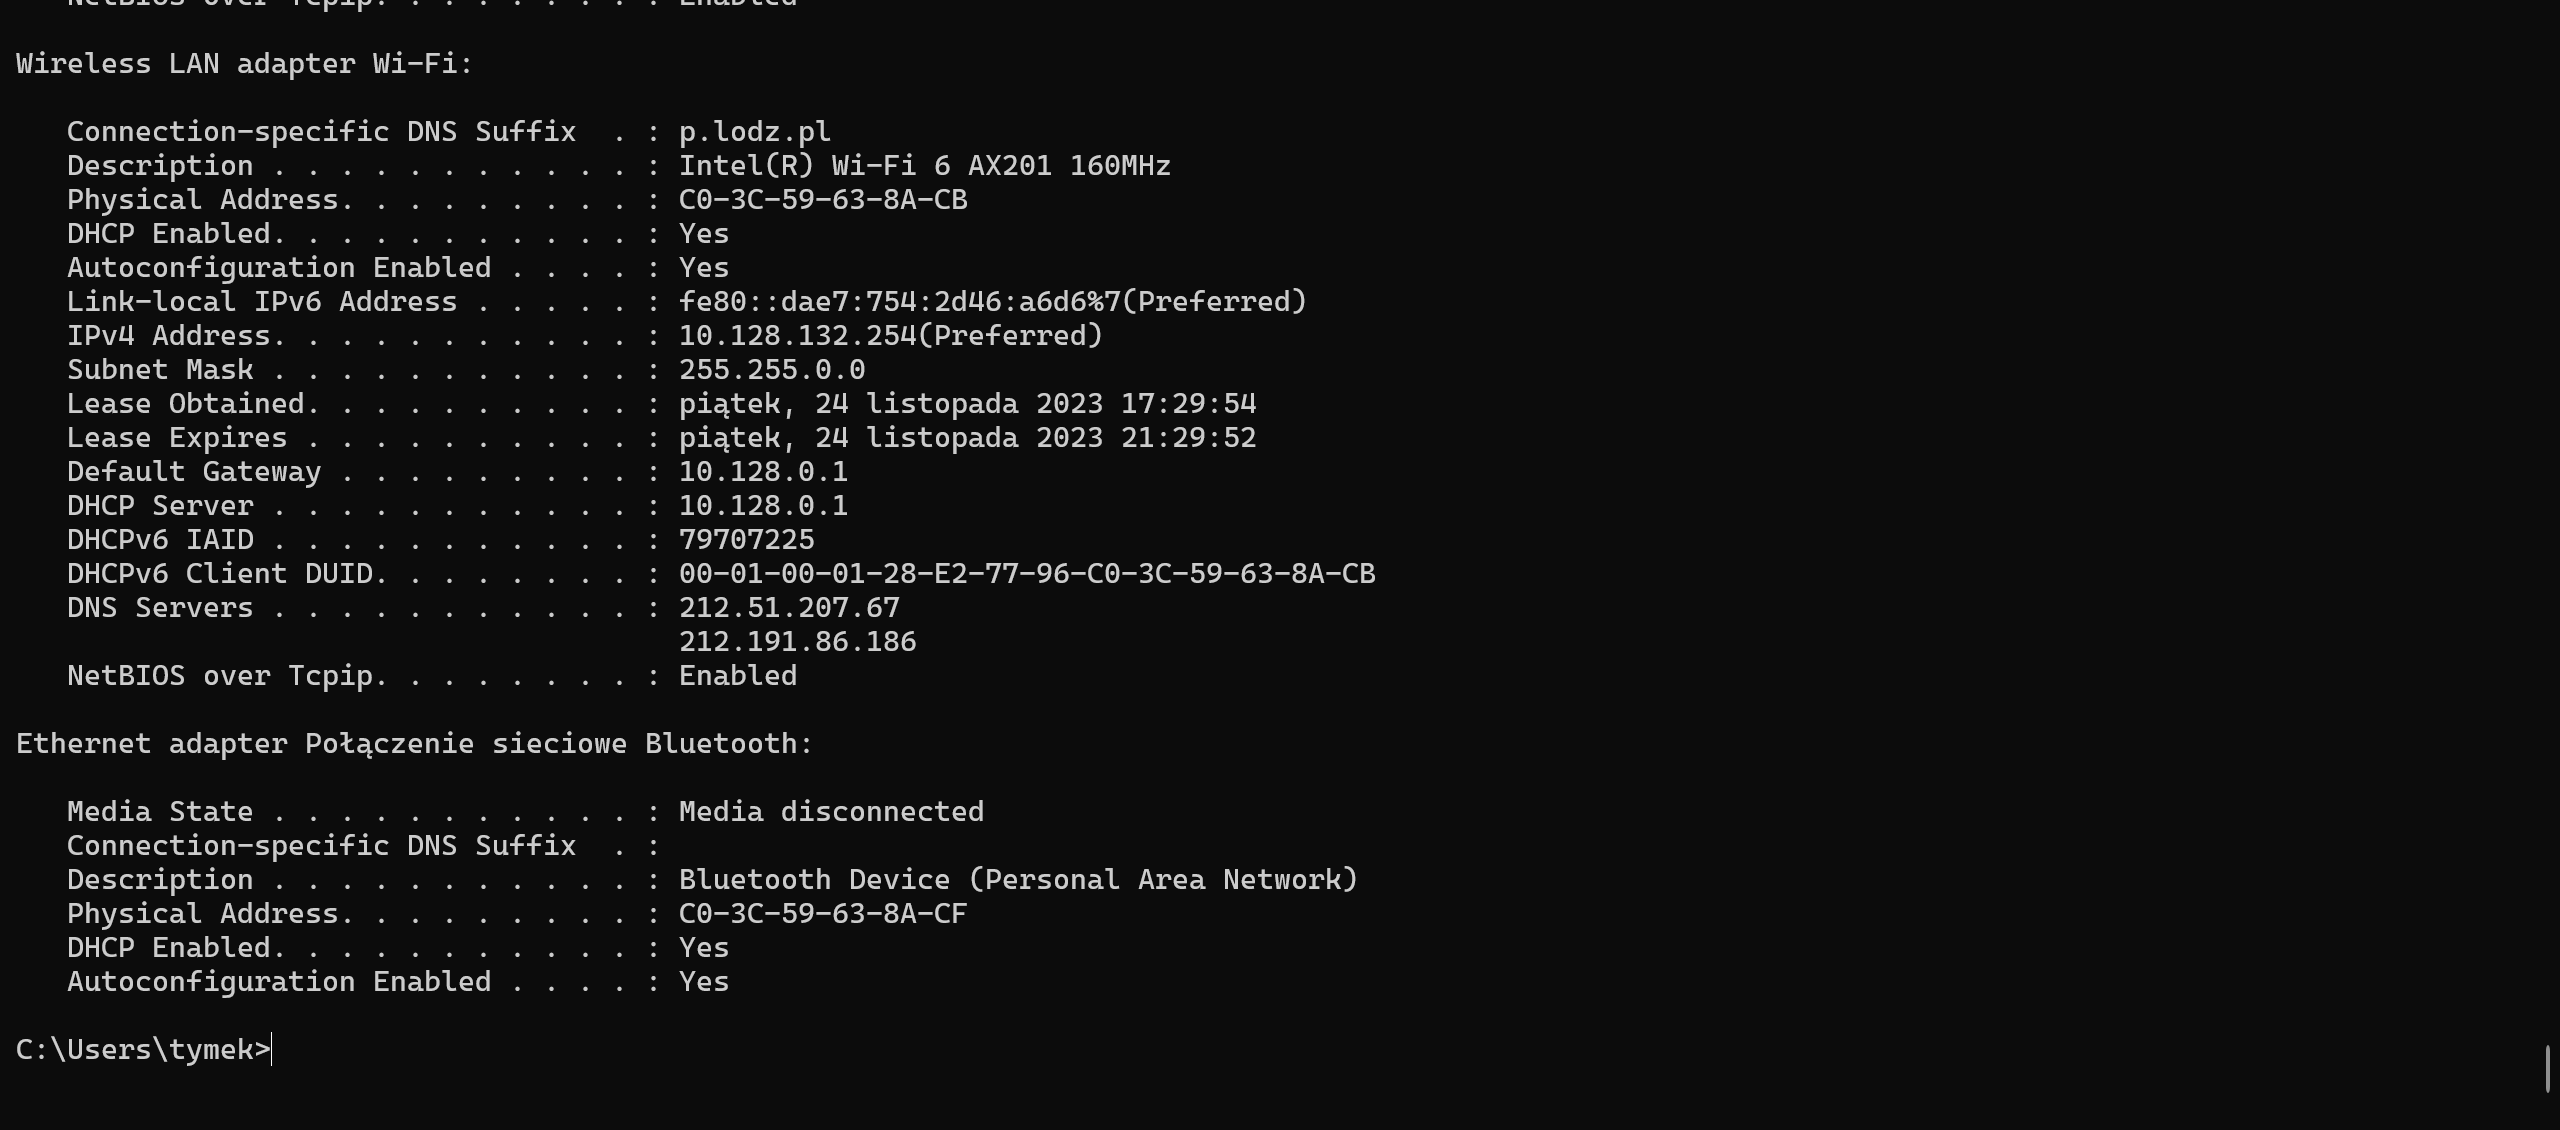 NetBIOS over Tcpip. . . . . . . . : Enabled
Wireless LAN adapter Wi-Fi:
Connection-specific DNS Suffix  . : p.lodz.pl
Description . . . . . . . . . . . : Intel(R) Wi-Fi 6 AX201 160MHz
Physical Address. . . . . . . . . : C0-3C-59-63-8A-CB
DHCP Enabled. . . . . . . . . . . : Yes
Autoconfiguration Enabled . . . . : Yes
Link-local IPv6 Address . . . . . : fe80::dae7:754:2d46:a6d6%7(Preferred)
IPv4 Address. . . . . . . . . . . : 10.128.132.254(Preferred)
Subnet Mask . . . . . . . . . . . : 255.255.0.0
Lease Obtained. . . . . . . . . . : piątek, 24 listopada 2023 17:29:54
Lease Expires . . . . . . . . . . : piątek, 24 listopada 2023 21:29:52
Default Gateway . . . . . . . . . : 10.128.0.1
DHCP Server . . . . . . . . . . . : 10.128.0.1
DHCPv6 IAID . . . . . . . . . . . : 79707225
DHCPv6 Client DUID. . . . . . . . : 00-01-00-01-28-E2-77-96-C0-3C-59-63-8A-CB
DNS Servers . . . . . . . . . . . : 212.51.207.67
212.191.86.186
NetBIOS over Tcpip. . . . . . . . : Enabled
Ethernet adapter Połączenie sieciowe Bluetooth:
Media State . . . . . . . . . . . : Media disconnected
Connection-specific DNS Suffix  . :
Description . . . . . . . . . . . : Bluetooth Device (Personal Area Network)
Physical Address. . . . . . . . . : C0-3C-59-63-8A-CF
DHCP Enabled. . . . . . . . . . . : Yes
Autoconfiguration Enabled . . . . : Yes
C:\Users\tymek>